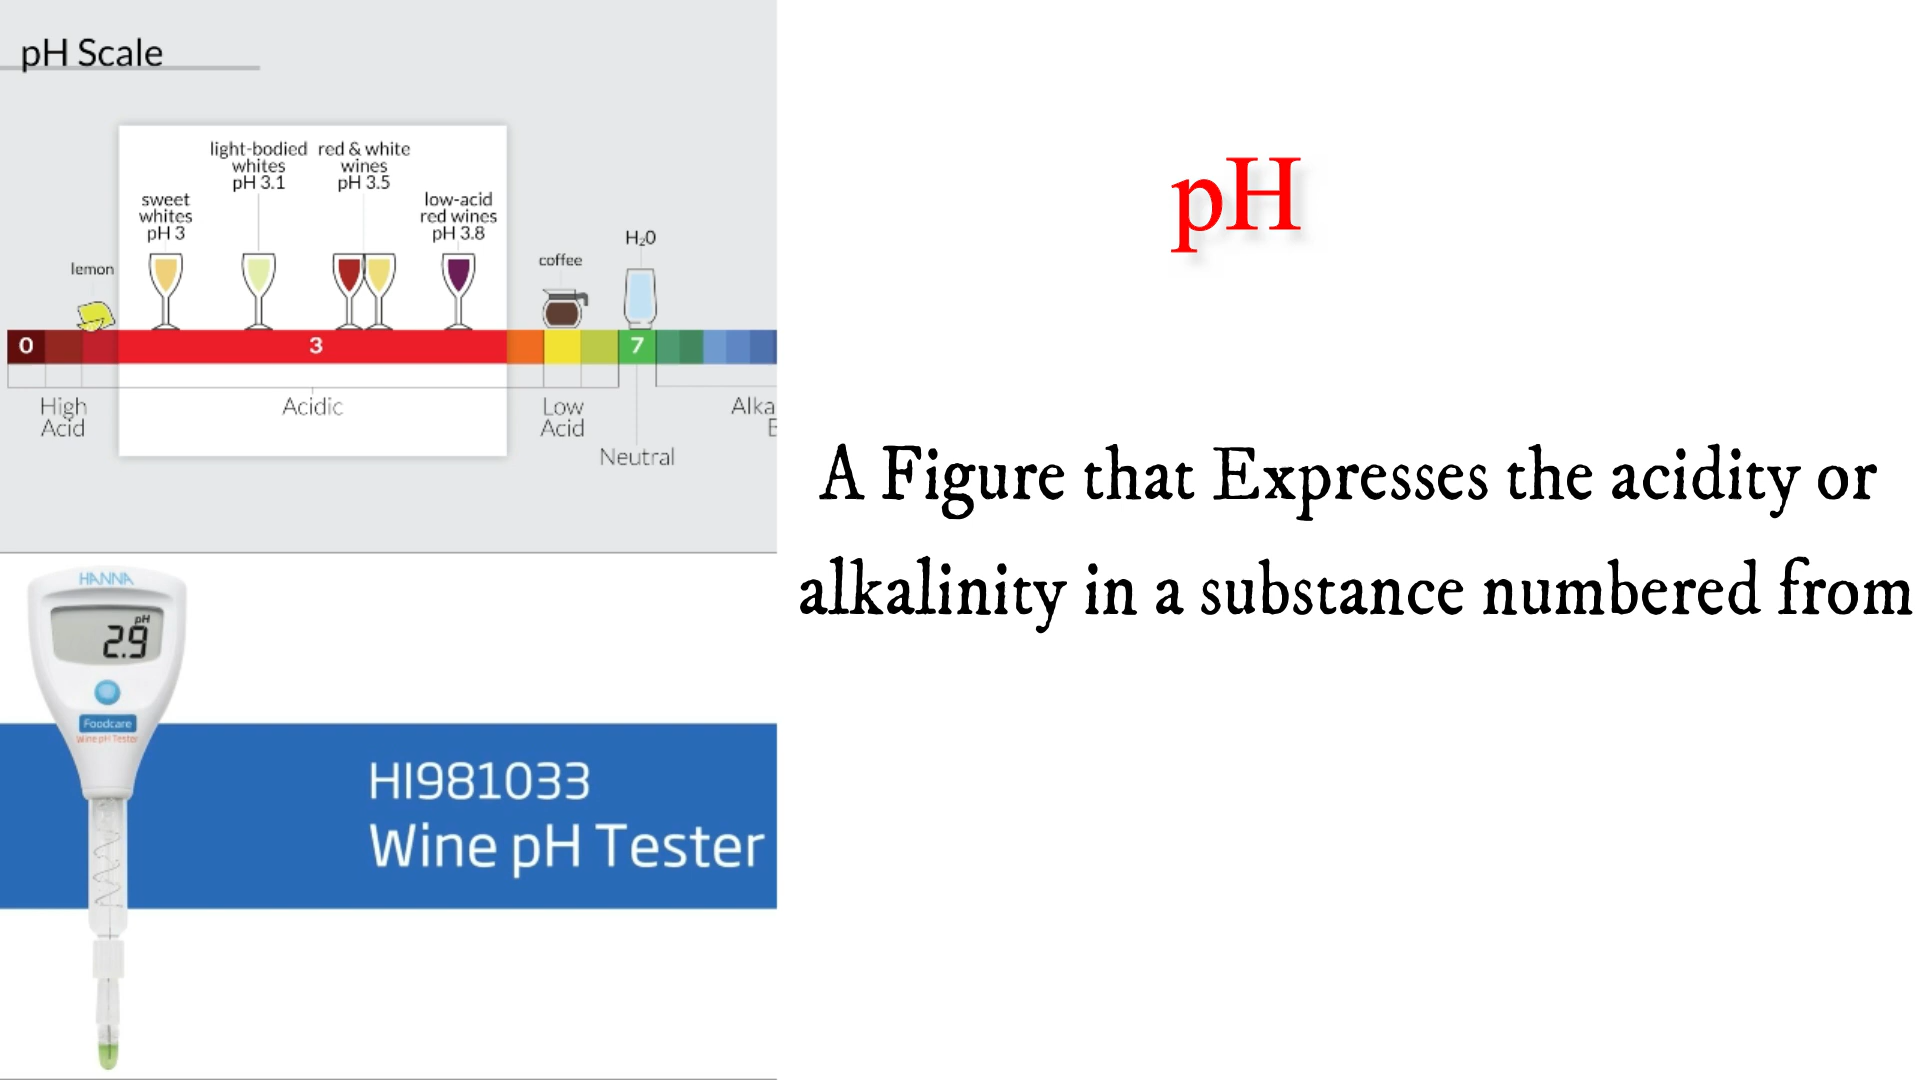 pH Scale
light-bodied
whites
pH 3.1
red & white
wines
pH 3.5
sweet
whites
pH 3
low-acid
red wines
pH 3.8
lemon
coffee
H₂0
0
3
7
High
Acid
Acidic
Low
Acid
Neutral
Alka
HANNA
pH
2.9
Foodcare
Wine pH Tester
HI981033
Wine pH Tester
pH
A Figure that Expresses the acidity or
alkalinity in a substance numbered from